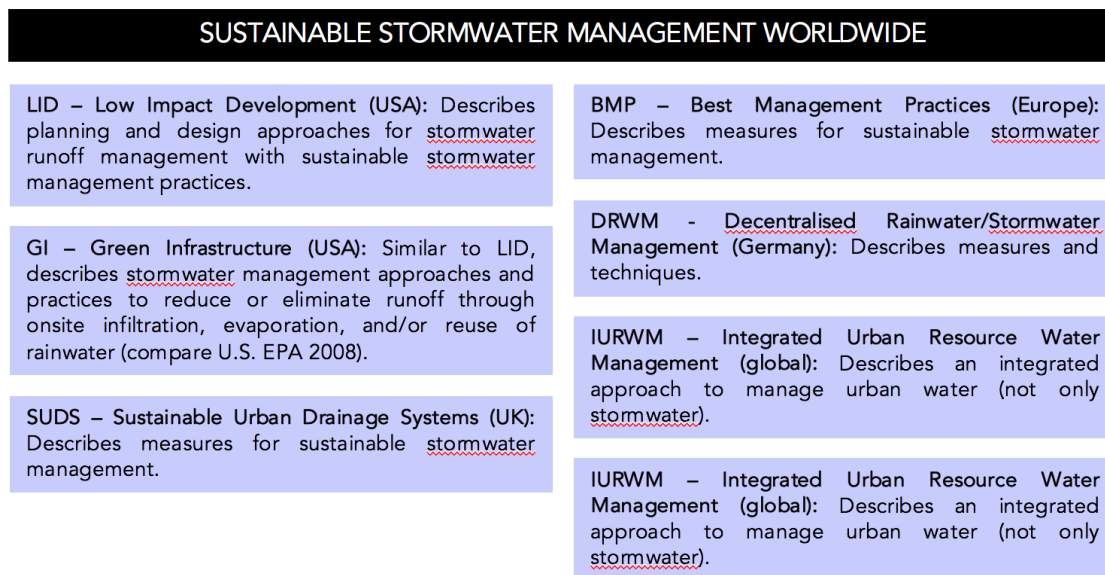 SUSTAINABLE STORMWATER MANAGEMENT WORLDWIDE
LID – Low Impact Development (USA): Describes
planning and design approaches for stormwater
runoff management with sustainable stormwater
management practices.
GI – Green Infrastructure (USA): Similar to LID,
describes stormwater management approaches and
practices to reduce or eliminate runoff through
onsite infiltration, evaporation, and/or reuse of
rainwater (compare U.S. EPA 2008).
SUDS – Sustainable Urban Drainage Systems (UK):
Describes measures for sustainable stormwater
management.
BMP – Best Management Practices (Europe):
Describes measures for sustainable stormwater
management.
DRWM - Decentralised Rainwater/Stormwater
Management (Germany): Describes measures and
techniques.
IURWM – Integrated Urban Resource Water
Management (global): Describes an integrated
approach to manage urban water (not only
stormwater).
IURWM – Integrated Urban Resource Water
Management (global): Describes an integrated
approach to manage urban water (not only
stormwater).